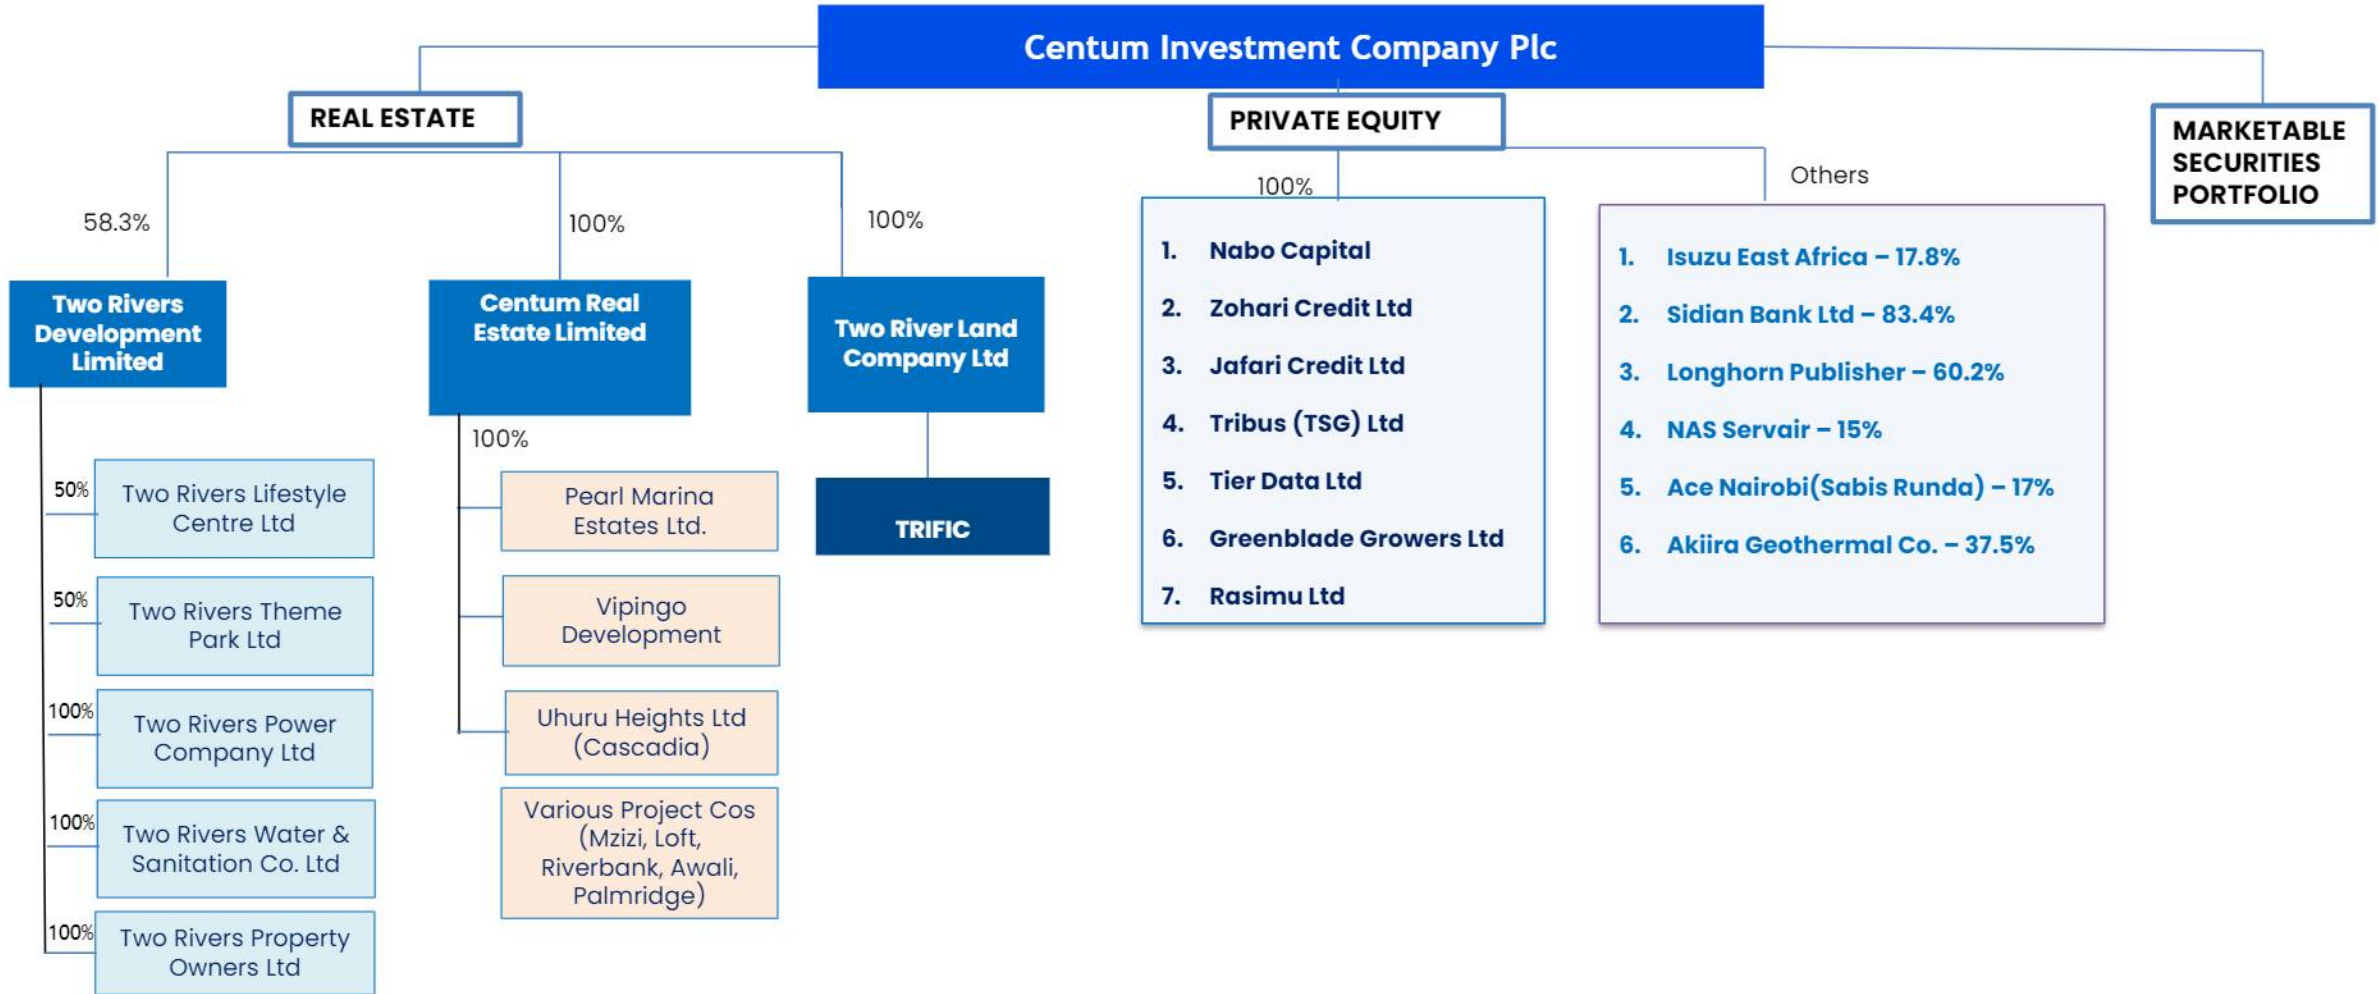 Centum Investment Company Plc
REAL ESTATE
PRIVATE EQUITY
MARKETABLE
SECURITIES
PORTFOLIO
58.3%
100%
100%
Two Rivers
Development
Limited
Centum Real
Estate Limited
Two River Land
Company Ltd
50%
Two Rivers Lifestyle
Centre Ltd
50%
Two Rivers Theme
Park Ltd
100%
Two Rivers Power
Company Ltd
100%
Two Rivers Water &
Sanitation Co. Ltd
100%
Two Rivers Property
Owners Ltd
100%
Pearl Marina
Estates Ltd.
Vipingo
Development
Uhuru Heights Ltd
(Cascadia)
Various Project Cos
(Mzizi, Loft,
Riverbank, Awali,
Palmridge)
TRIFIC
100%
1. Nabo Capital
2. Zohari Credit Ltd
3. Jafari Credit Ltd
4. Tribus (TSG) Ltd
5. Tier Data Ltd
6. Greenblade Growers Ltd
7. Rasimu Ltd
Others
1. Isuzu East Africa – 17.8%
2. Sidian Bank Ltd – 83.4%
3. Longhorn Publisher – 60.2%
4. NAS Servair – 15%
5. Ace Nairobi(Sabis Runda) – 17%
6. Akiira Geothermal Co. – 37.5%